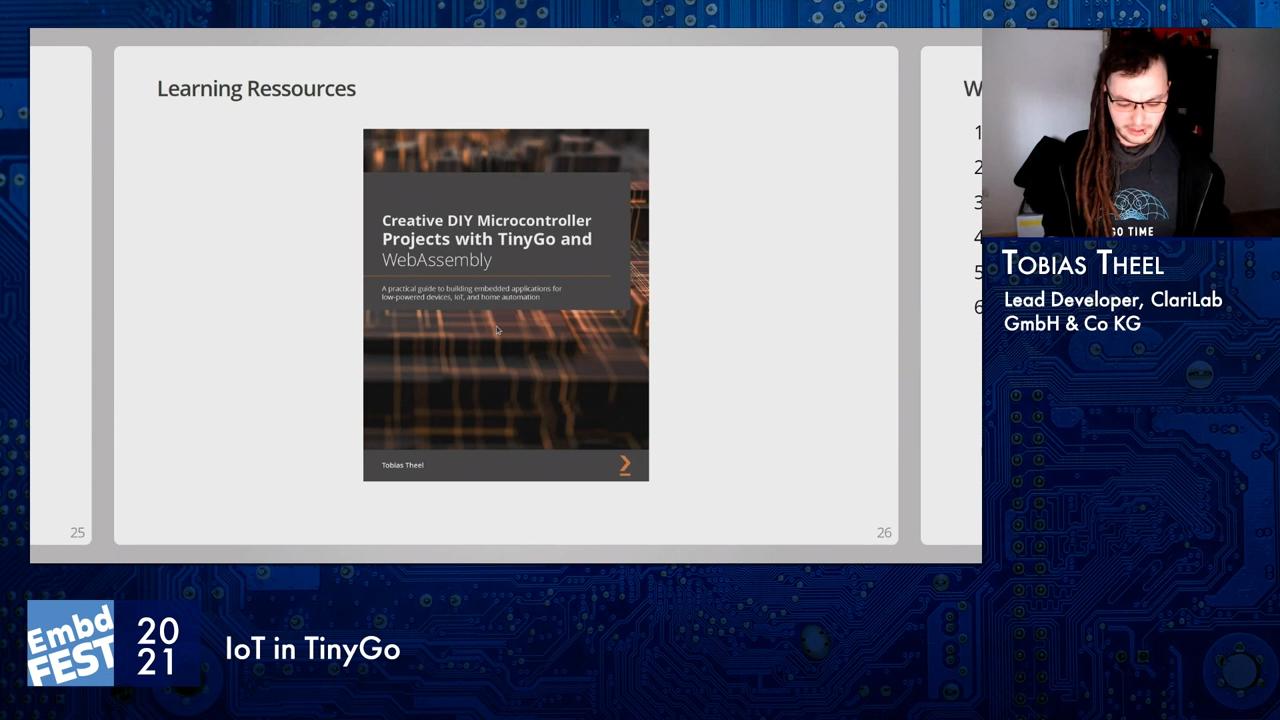 Learning Ressources
Creative DIY Microcontroller
Projects with TinyGo and
WebAssembly
A practical guide to building embedded applications for
low-powered devices, IoT, and home automation
Tobias Theel
25
26
W
1
2
3
4
5
6
GO TIME
TOBIAS THEEL
Lead Developer, ClariLab
GmbH & Co KG
Embd
FEST
20
21
IoT in TinyGo